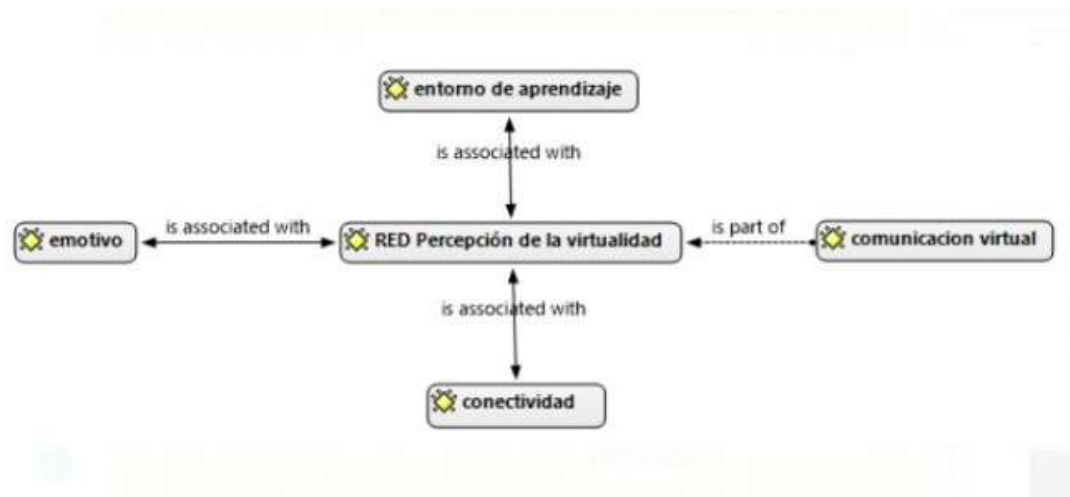 entorno de aprendizaje
is associated with
emotivo
is associated with
RED Percepción de la virtualidad
is part of
comunicacion virtual
is associated with
conectividad